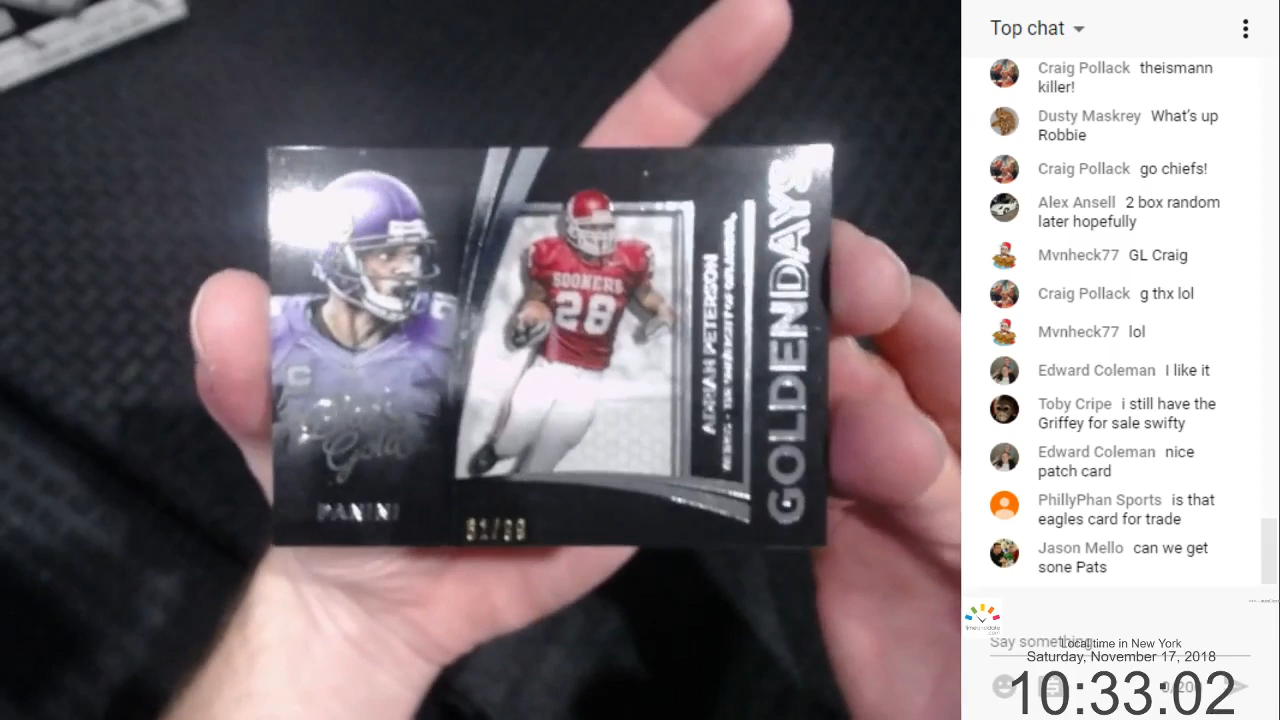 SOONERS
28
ADRIAN PETERSON
GOLDEN DAYS
Gold
PANINI
Top chat
Craig Pollack theismann
killer!
Dusty Maskrey What's up
Robbie
Craig Pollack go chiefs!
Alex Ansell 2 box random
later hopefully
Mvnheck77 GL Craig
Craig Pollack g thx lol
Mvnheck77 lol
Edward Coleman I like it
Toby Cripe i still have the
Griffey for sale swifty
Edward Coleman nice
patch card
PhillyPhan Sports is that
eagles card for trade
Jason Mello can we get
sone Pats
Say something
Local time in New York
Saturday, November 17, 2018
10:33:02